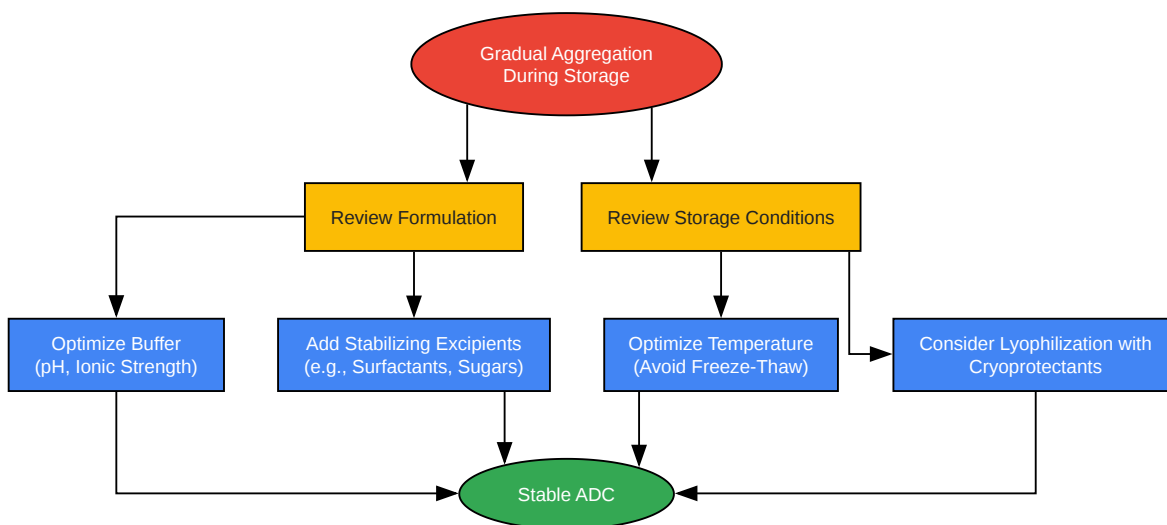 Gradual Aggregation
During Storage
Review Formulation
Review Storage Conditions
Optimize Buffer
(pH, Ionic Strength)
Add Stabilizing Excipients
(e.g., Surfactants, Sugars)
Optimize Temperature
(Avoid Freeze-Thaw)
Consider Lyophilization with
Cryoprotectants
Stable ADC